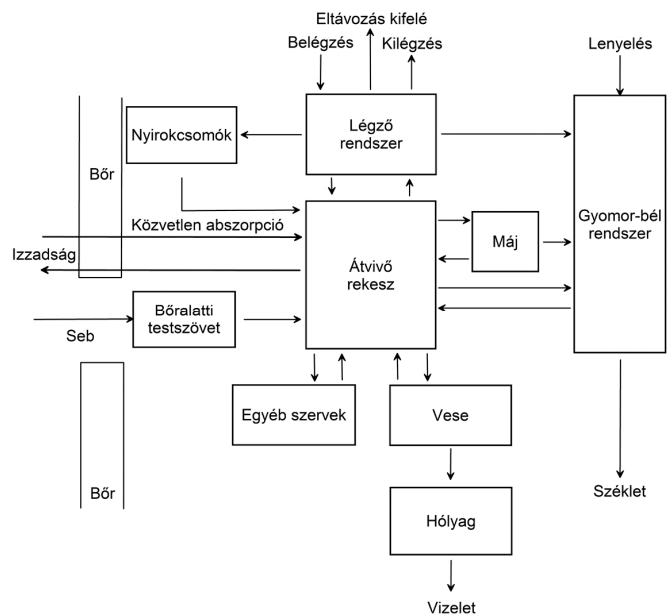 Eltávozás kifelé
Belégzés
Kilégzés
Lenyelés
Nyirokcsomók
Légző
rendszer
Bőr
Közvetlen abszorpció
Izzadság
Átvivő
rekesz
Máj
Gyomor-bél
rendszer
Bőralatti
testszövet
Seb
Egyéb szervek
Vese
Bőr
Hólyag
Széklet
Vizelet